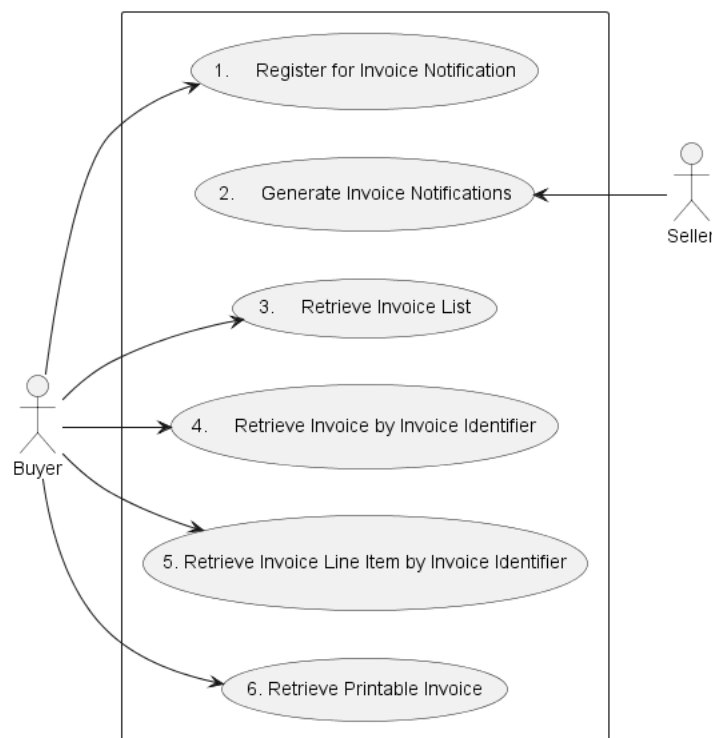 1. Register for Invoice Notification
2. Generate Invoice Notifications
Seller
3. Retrieve Invoice List
4. Retrieve Invoice by Invoice Identifier
Buyer
5. Retrieve Invoice Line Item by Invoice Identifier
6. Retrieve Printable Invoice